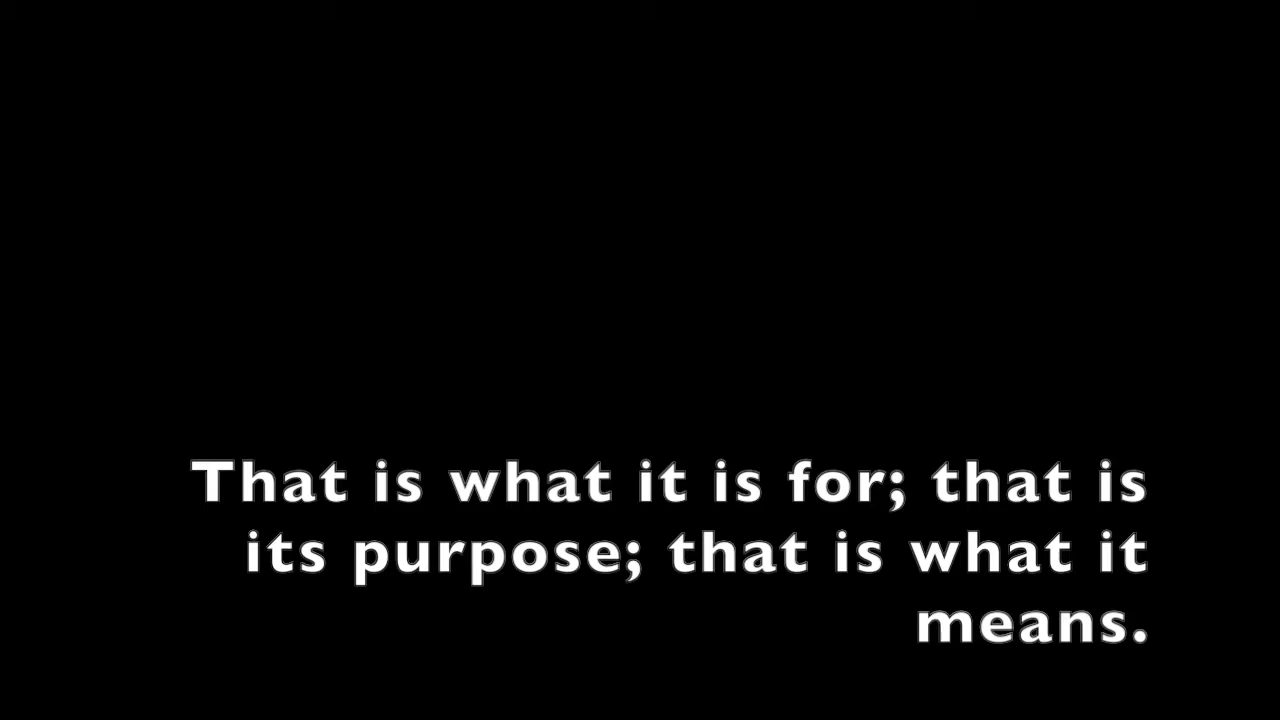 That is what it is for; that is
its purpose; that is what it
means.